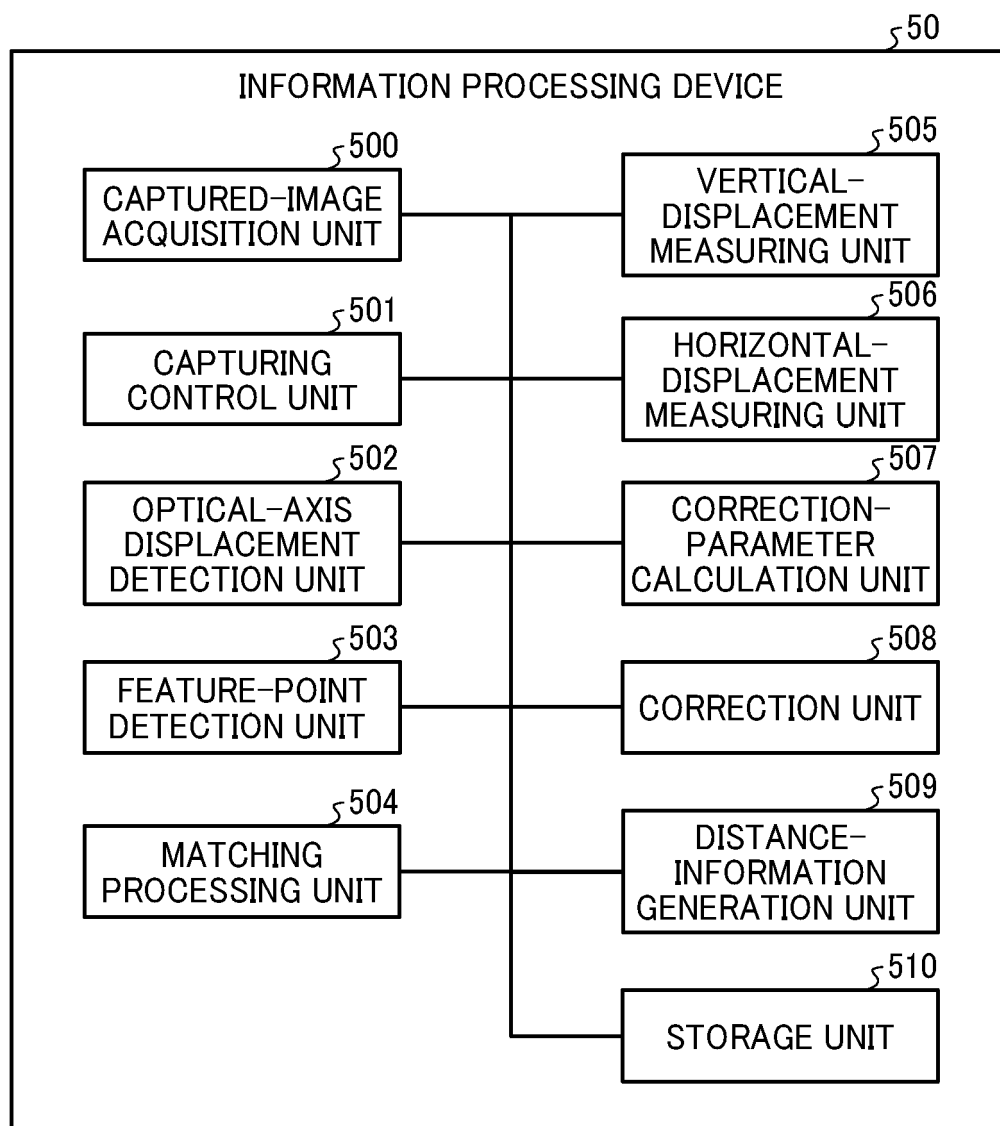 50
INFORMATION PROCESSING DEVICE
500
CAPTURED-IMAGE
ACQUISITION UNIT
501
CAPTURING
CONTROL UNIT
502
OPTICAL-AXIS
DISPLACEMENT
DETECTION UNIT
503
FEATURE-POINT
DETECTION UNIT
504
MATCHING
PROCESSING UNIT
505
VERTICAL-
DISPLACEMENT
MEASURING UNIT
506
HORIZONTAL-
DISPLACEMENT
MEASURING UNIT
507
CORRECTION-
PARAMETER
CALCULATION UNIT
508
CORRECTION UNIT
509
DISTANCE-
INFORMATION
GENERATION UNIT
510
STORAGE UNIT